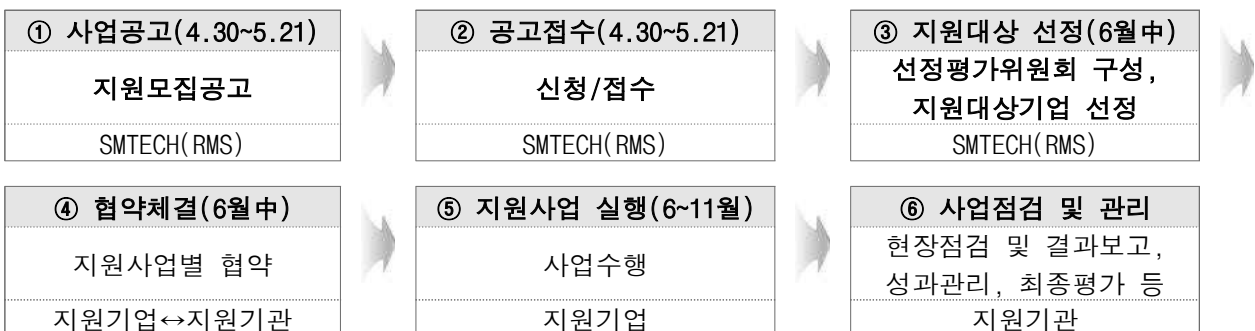 ① 사업공고(4.30~5.21)
지원모집공고
SMTECH(RMS)
② 공고접수(4.30~5.21)
신청/접수
SMTECH(RMS)
③ 지원대상 선정(6월中)
선정평가위원회 구성,
지원대상기업 선정
SMTECH(RMS)
④ 협약체결(6월中)
지원사업별 협약
지원기업↔지원기관
⑤ 지원사업 실행(6~11월)
사업수행
지원기업
⑥ 사업점검 및 관리
현장점검 및 결과보고,
성과관리, 최종평가 등
지원기관